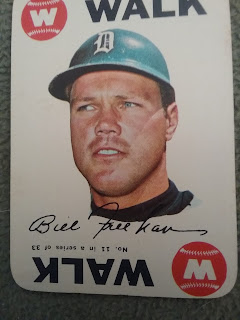 WALK
W
Bill Freehan
No. 11 in a series of 33
WALK
W